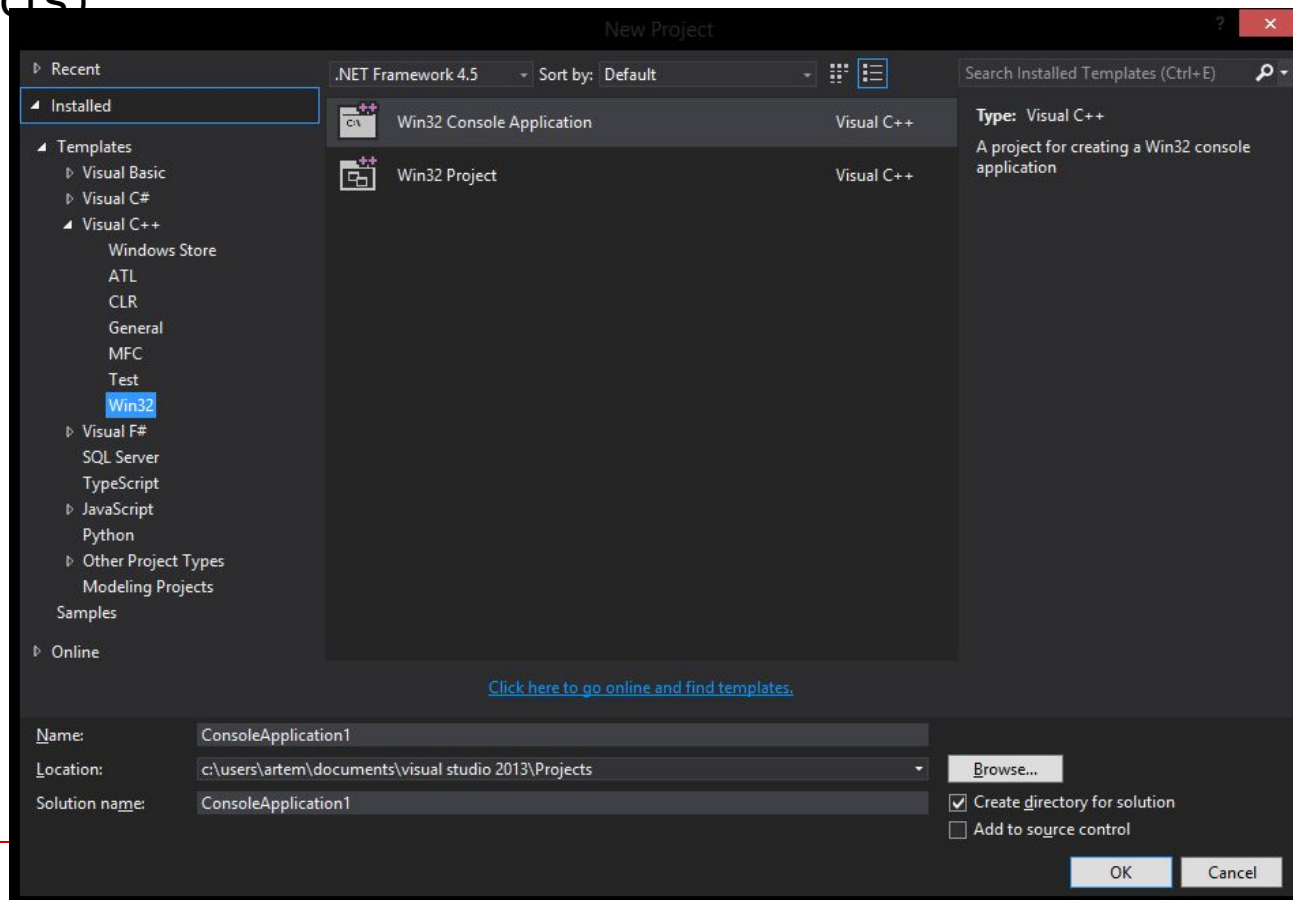 New Project
?
Recent
Installed
Templates
Visual Basic
Visual C#
Visual C++
Windows Store
ATL
CLR
General
MFC
Test
Win32
Visual F#
SQL Server
TypeScript
JavaScript
Python
Other Project Types
Modeling Projects
Samples
Online
.NET Framework 4.5 Sort by: Default
Win32 Console Application Visual C++
Win32 Project Visual C++
Click here to go online and find templates.
Search Installed Templates (Ctrl+E)
Type: Visual C++
A project for creating a Win32 console
application
Name: ConsoleApplication1
Location: c:\users\artem\documents\visual studio 2013\Projects Browse...
Solution name: ConsoleApplication1
Create directory for solution
Add to source control
OK Cancel